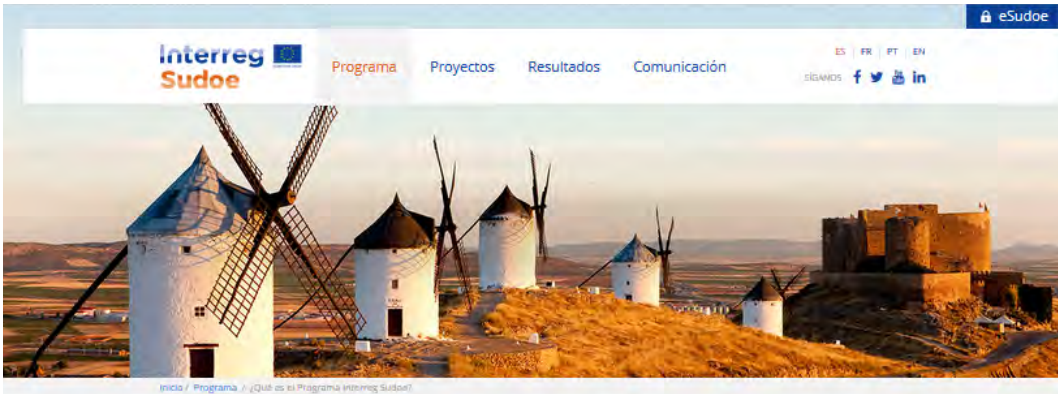 eSudoe
Interreg
Sudoe
Programa Proyectos Resultados Comunicación
ES FR PT EN
SÍGANOS
Inicio / Programa / ¿Qué es el Programa Interreg Sudoe?